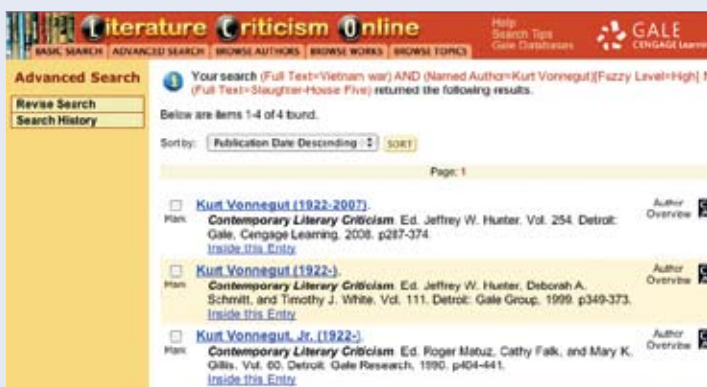 Literature Criticism Online
BASIC SEARCH ADVANCED SEARCH BROWSE AUTHORS BROWSE WORKS BROWSE TOPICS
Help
Search Tips
Gale Databases
GALE
CENGAGE Learn
Advanced Search
Revise Search
Search History
Your search (Full Text=Vietnam war) AND (Named Author=Kurt Vonnegut)[Fuzzy Level=High]
(Full Text=Slaughter-House Five) returned the following results.
Below are items 1-4 of 4 found.
Sort by: Publication Date Descending SORT
Page: 1
Mark
Kurt Vonnegut (1922-2007).
Contemporary Literary Criticism. Ed. Jeffrey W. Hunter. Vol. 254. Detroit:
Gale, Cengage Learning, 2008. p287-374.
Inside this Entry
Author
Overview
Mark
Kurt Vonnegut (1922-).
Contemporary Literary Criticism. Ed. Jeffrey W. Hunter, Deborah A.
Schmitt, and Timothy J. White. Vol. 111. Detroit: Gale Group, 1999. p349-373.
Inside this Entry
Author
Overview
Mark
Kurt Vonnegut, Jr. (1922-).
Contemporary Literary Criticism. Ed. Roger Matuz, Cathy Falk, and Mary K.
Gillis. Vol. 60. Detroit: Gale Research, 1990. p404-441.
Inside this Entry
Author
Overview